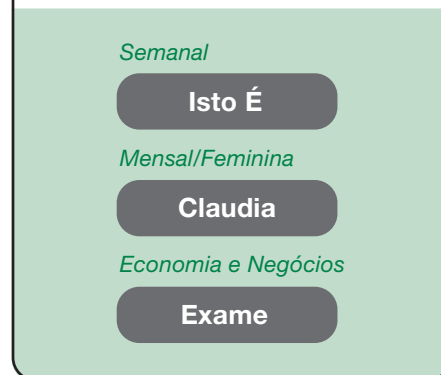 Semanal
Isto É
Mensal/Feminina
Claudia
Economia e Negócios
Exame